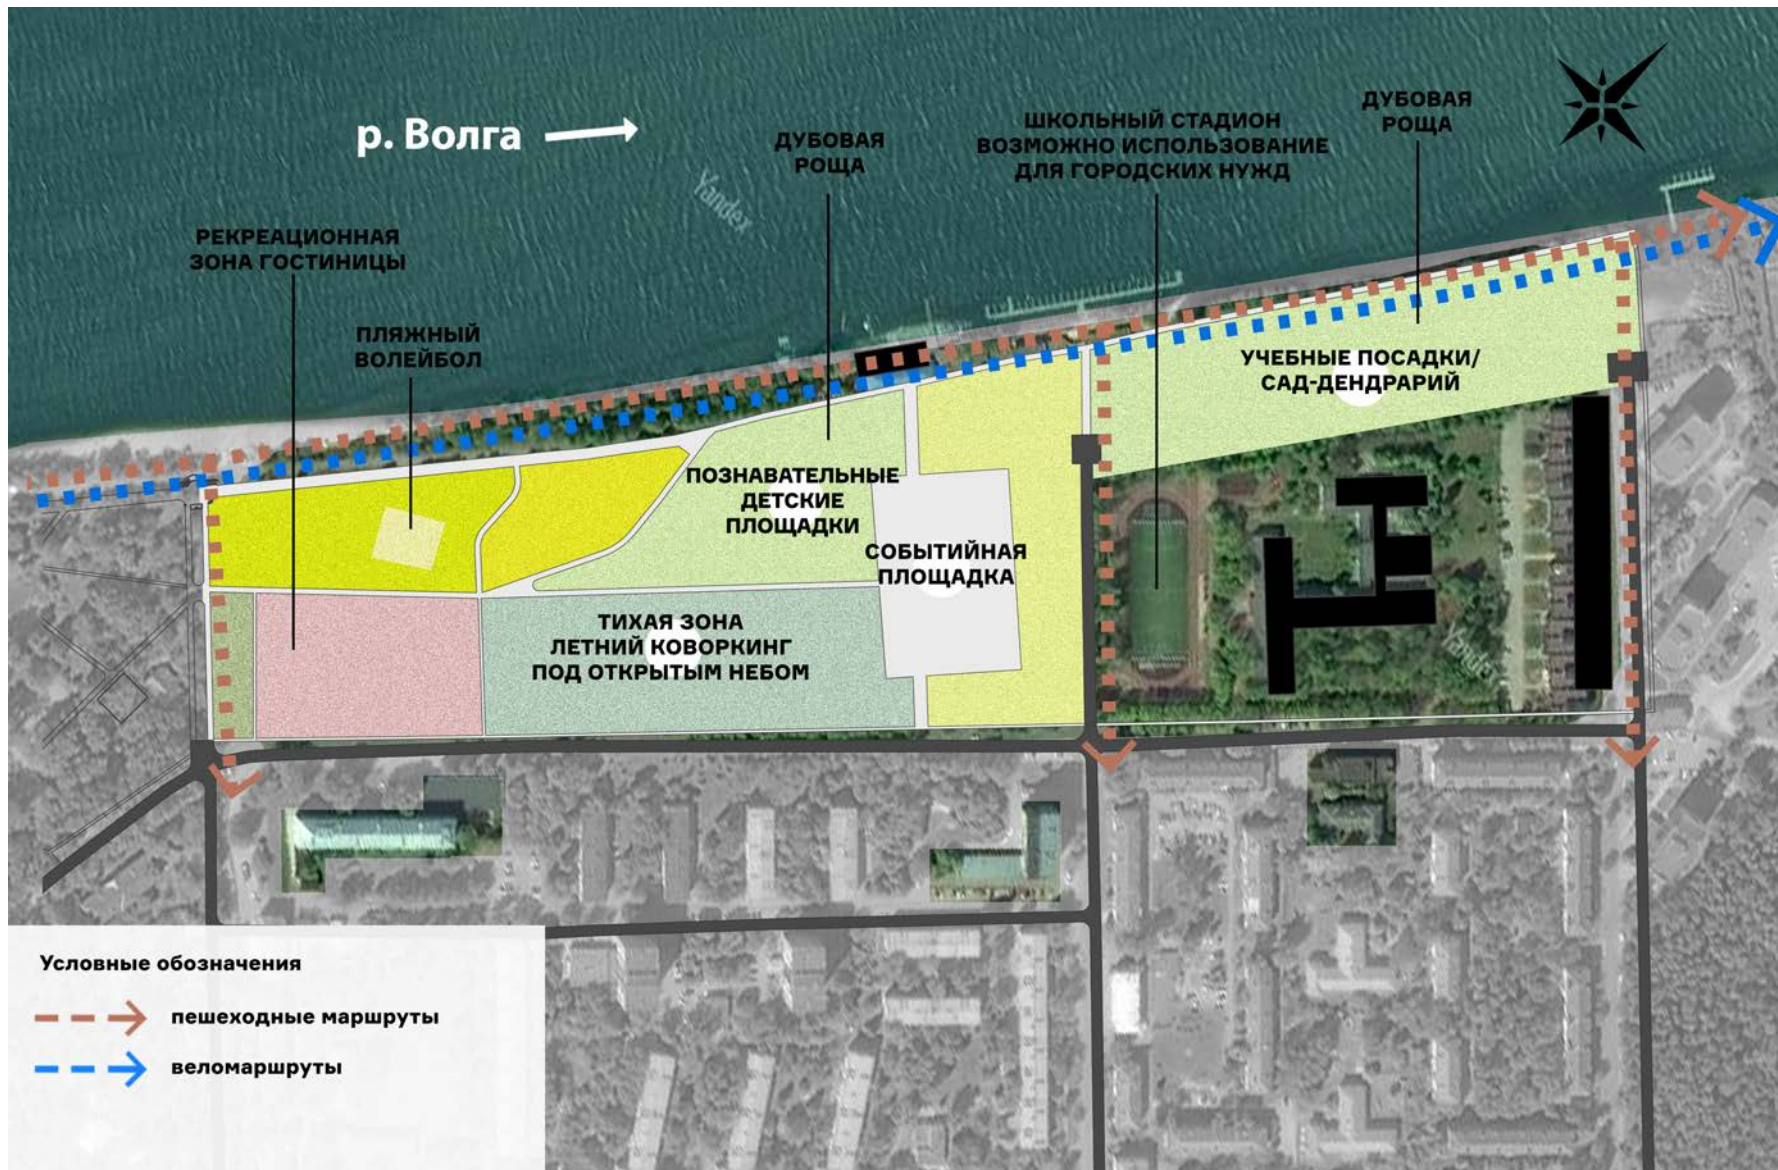 р. Волга
Yandex
ДУБОВАЯ
РОЩА
ШКОЛЬНЫЙ СТАДИОН
ВОЗМОЖНО ИСПОЛЬЗОВАНИЕ
ДЛЯ ГОРОДСКИХ НУЖД
ДУБОВАЯ
РОЩА
РЕКРЕАЦИОННАЯ
ЗОНА ГОСТИНИЦЫ
ПЛЯЖНЫЙ
ВОЛЕЙБОЛ
УЧЕБНЫЕ ПОСАДКИ/
САД-ДЕНДРАРИЙ
ПОЗНАВАТЕЛЬНЫЕ
ДЕТСКИЕ
ПЛОЩАДКИ
СОБЫТИЙНАЯ
ПЛОЩАДКА
ТИХАЯ ЗОНА
ЛЕТНИЙ КОВОРКИНГ
ПОД ОТКРЫТЫМ НЕБОМ
Условные обозначения
пешеходные маршруты
веломаршруты